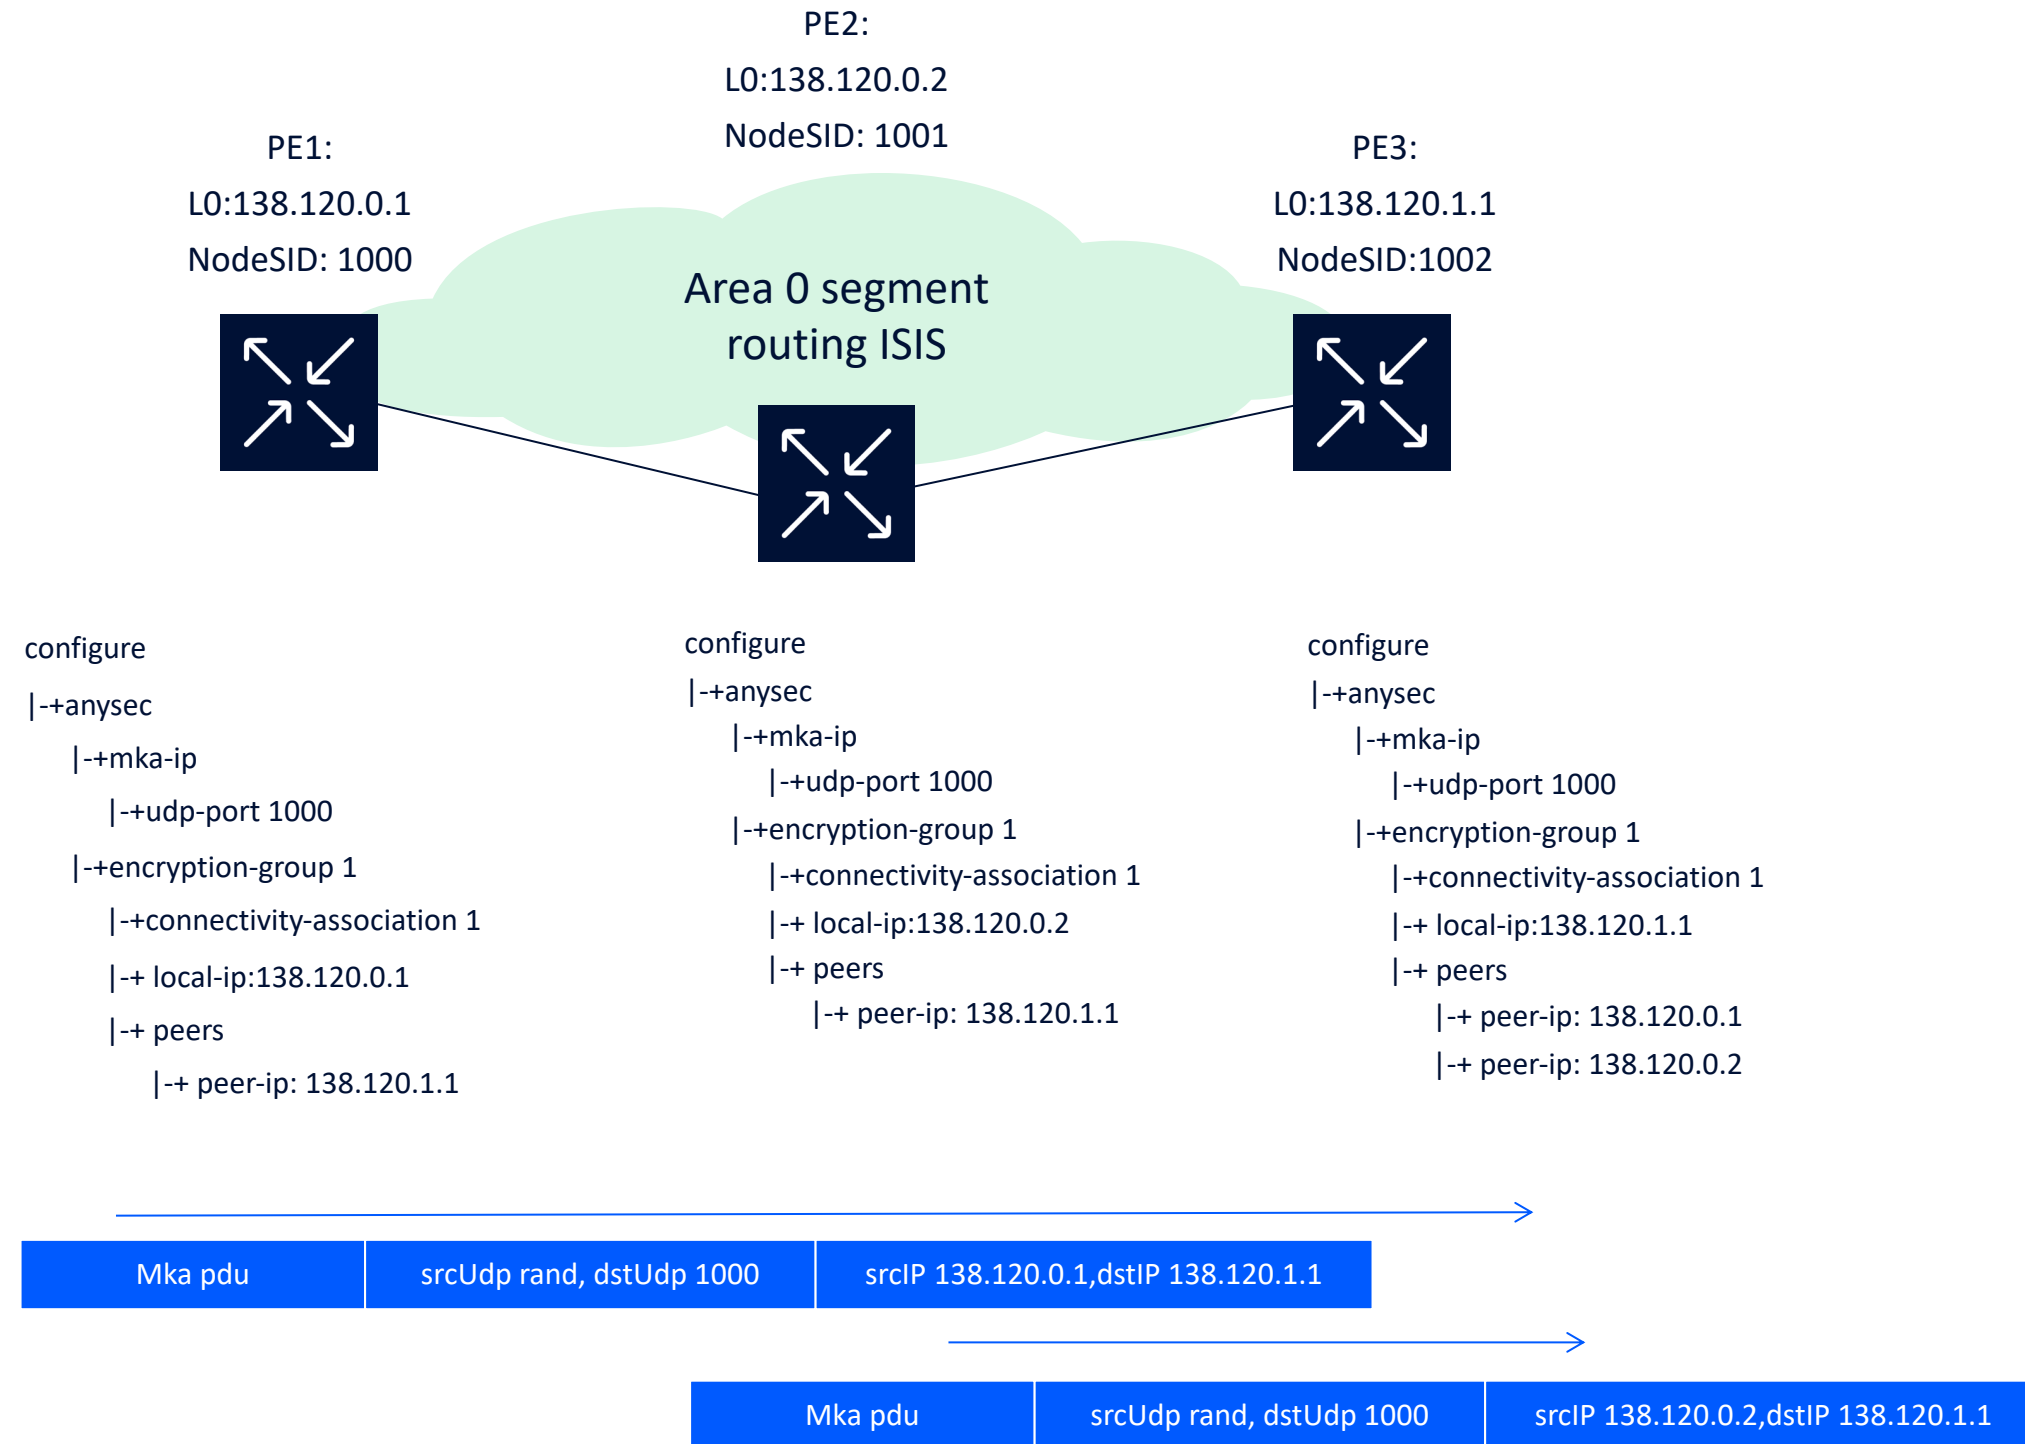 PE2:
L0:138.120.0.2
NodeSID: 1001
PE1:
L0:138.120.0.1
NodeSID: 1000
PE3:
L0:138.120.1.1
NodeSID:1002
Area 0 segment
routing ISIS
configure
|-+anysec
|-+mka-ip
|-+udp-port 1000
|-+encryption-group 1
|-+connectivity-association 1
|-+ local-ip:138.120.0.1
|-+ peers
|-+ peer-ip: 138.120.1.1
configure
|-+anysec
|-+mka-ip
|-+udp-port 1000
|-+encryption-group 1
|-+connectivity-association 1
|-+ local-ip:138.120.0.2
|-+ peers
|-+ peer-ip: 138.120.1.1
configure
|-+anysec
|-+mka-ip
|-+udp-port 1000
|-+encryption-group 1
|-+connectivity-association 1
|-+ local-ip:138.120.1.1
|-+ peers
|-+ peer-ip: 138.120.0.1
|-+ peer-ip: 138.120.0.2
Mka pdu
srcUdp rand, dstUdp 1000
srcIP 138.120.0.1,dstIP 138.120.1.1
Mka pdu
srcUdp rand, dstUdp 1000
srcIP 138.120.0.2,dstIP 138.120.1.1